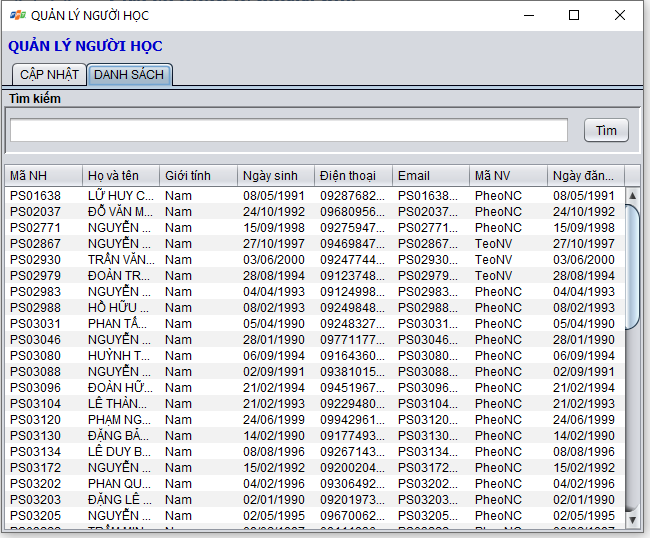 QUẢN LÝ NGƯỜI HỌC
QUẢN LÝ NGƯỜI HỌC
CẬP NHẬT DANH SÁCH
Tìm kiếm
Tìm
Mã NH Họ và tên Giới tính Ngày sinh Điện thoại Email Mã NV Ngày đăn...
PS01638 LỮ HUY C... Nam 08/05/1991 09287682... PS01638... PheoNC 08/05/1991
PS02037 ĐỖ VĂN M... Nam 24/10/1992 09680956... PS02037... PheoNC 24/10/1992
PS02771 NGUYỄN ... Nam 15/09/1998 09275947... PS02771... PheoNC 15/09/1998
PS02867 NGUYỄN ... Nam 27/10/1997 09469847... PS02867... TeoNV 27/10/1997
PS02930 TRẦN VĂN... Nam 03/06/2000 09247744... PS02930... TeoNV 03/06/2000
PS02979 ĐOÀN TR... Nam 28/08/1994 09123748... PS02979... TeoNV 28/08/1994
PS02983 NGUYỄN ... Nam 04/04/1993 09124998... PS02983... PheoNC 04/04/1993
PS02988 HỒ HỮU ... Nam 08/02/1993 09249848... PS02988... PheoNC 08/02/1993
PS03031 PHAN TẤ... Nam 05/04/1990 09248327... PS03031... PheoNC 05/04/1990
PS03046 NGUYỄN ... Nam 28/01/1990 09771177... PS03046... PheoNC 28/01/1990
PS03080 HUỲNH T... Nam 06/09/1994 09164360... PS03080... PheoNC 06/09/1994
PS03088 NGUYỄN ... Nam 02/09/1991 09381015... PS03088... PheoNC 02/09/1991
PS03096 ĐOÀN HỮ... Nam 21/02/1994 09451967... PS03096... PheoNC 21/02/1994
PS03104 LÊ THÀN... Nam 21/02/1993 09229480... PS03104... PheoNC 21/02/1993
PS03120 PHẠM NG... Nam 24/06/1999 09942961... PS03120... PheoNC 24/06/1999
PS03130 ĐẶNG BẢ... Nam 14/02/1990 09177493... PS03130... PheoNC 14/02/1990
PS03134 LÊ DUY B... Nam 08/08/1996 09267143... PS03134... PheoNC 08/08/1996
PS03172 NGUYỄN ... Nam 15/02/1992 09200204... PS03172... PheoNC 15/02/1992
PS03202 PHAN QU... Nam 04/02/1996 09306492... PS03202... PheoNC 04/02/1996
PS03203 ĐẶNG LÊ ... Nam 02/01/1990 09201973... PS03203... PheoNC 02/01/1990
PS03205 NGUYỄN ... Nam 02/05/1995 09670062... PS03205... PheoNC 02/05/1995